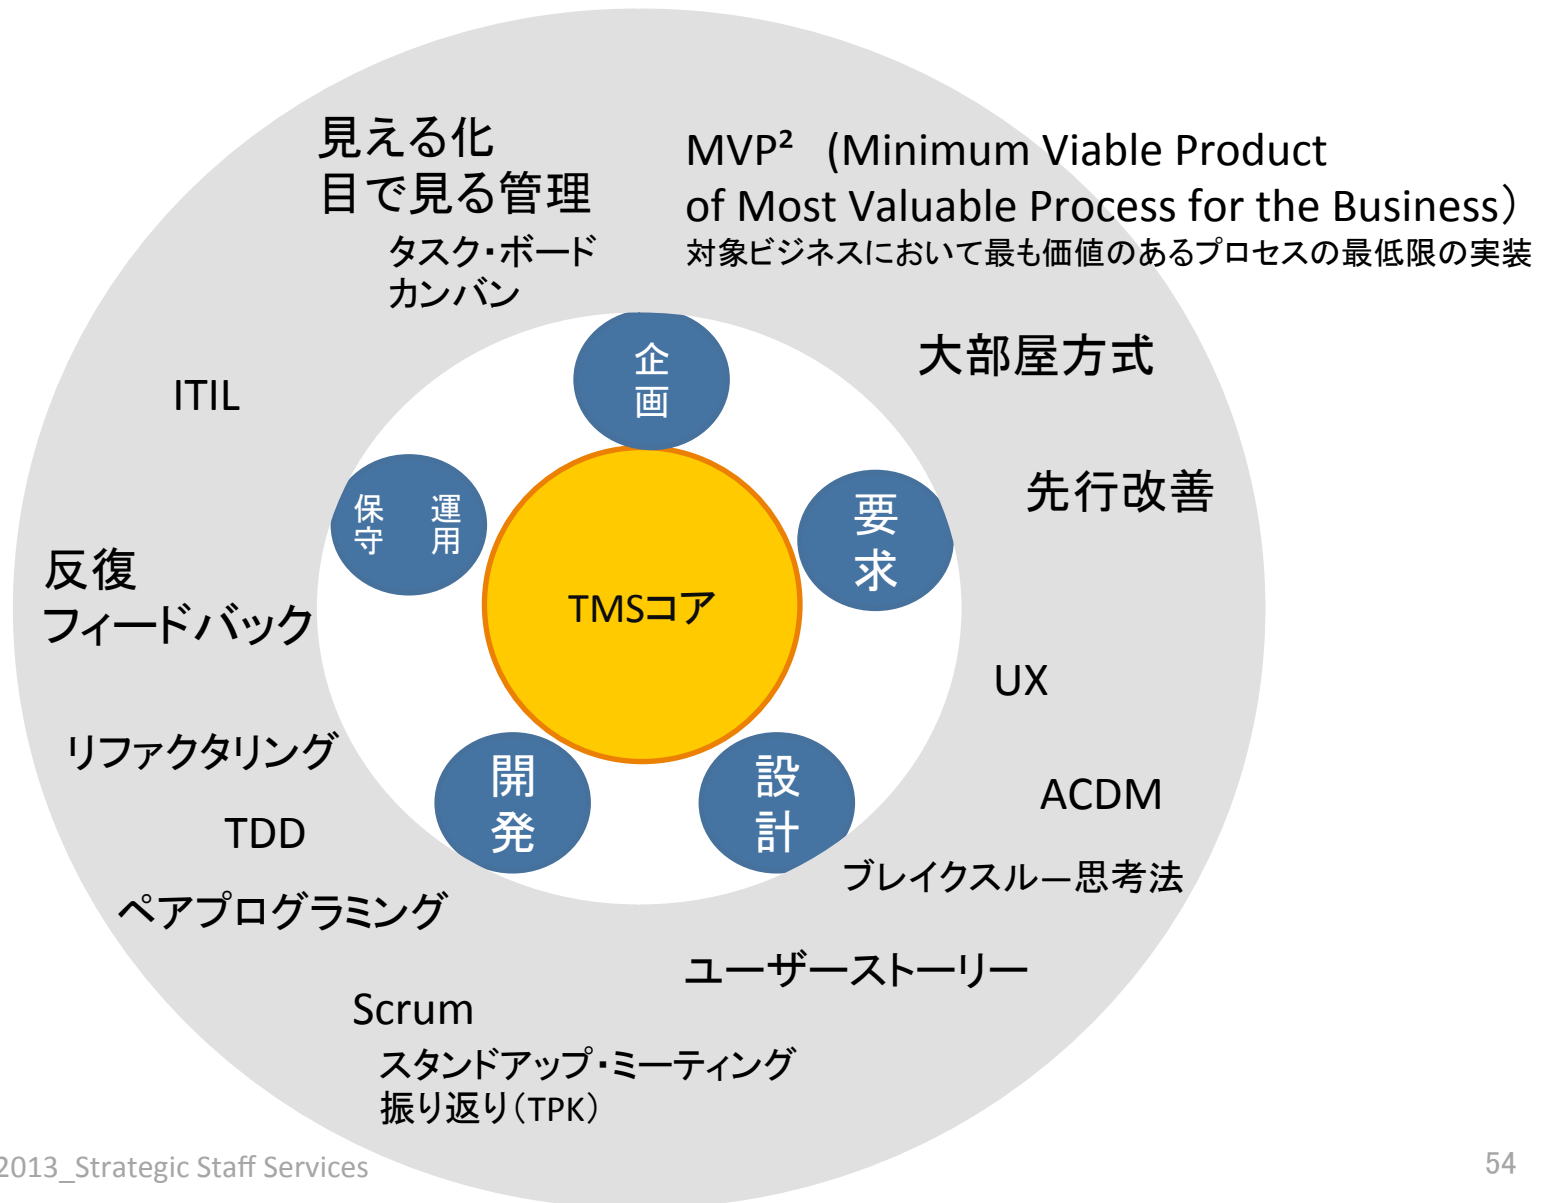 見える化
目で見る管理
タスク・ボード
カンバン
MVP² (Minimum Viable Product
of Most Valuable Process for the Business）
対象ビジネスにおいて最も価値のあるプロセスの最低限の実装
大部屋方式
先行改善
ITIL
企画
保守 運用
要求
TMSコア
反復
フィードバック
UX
リファクタリング
開発
設計
ACDM
TDD
ブレイクスルー思考法
ペアプログラミング
ユーザーストーリー
Scrum
スタンドアップ・ミーティング
振り返り（TPK）
2013_Strategic Staff Services
54